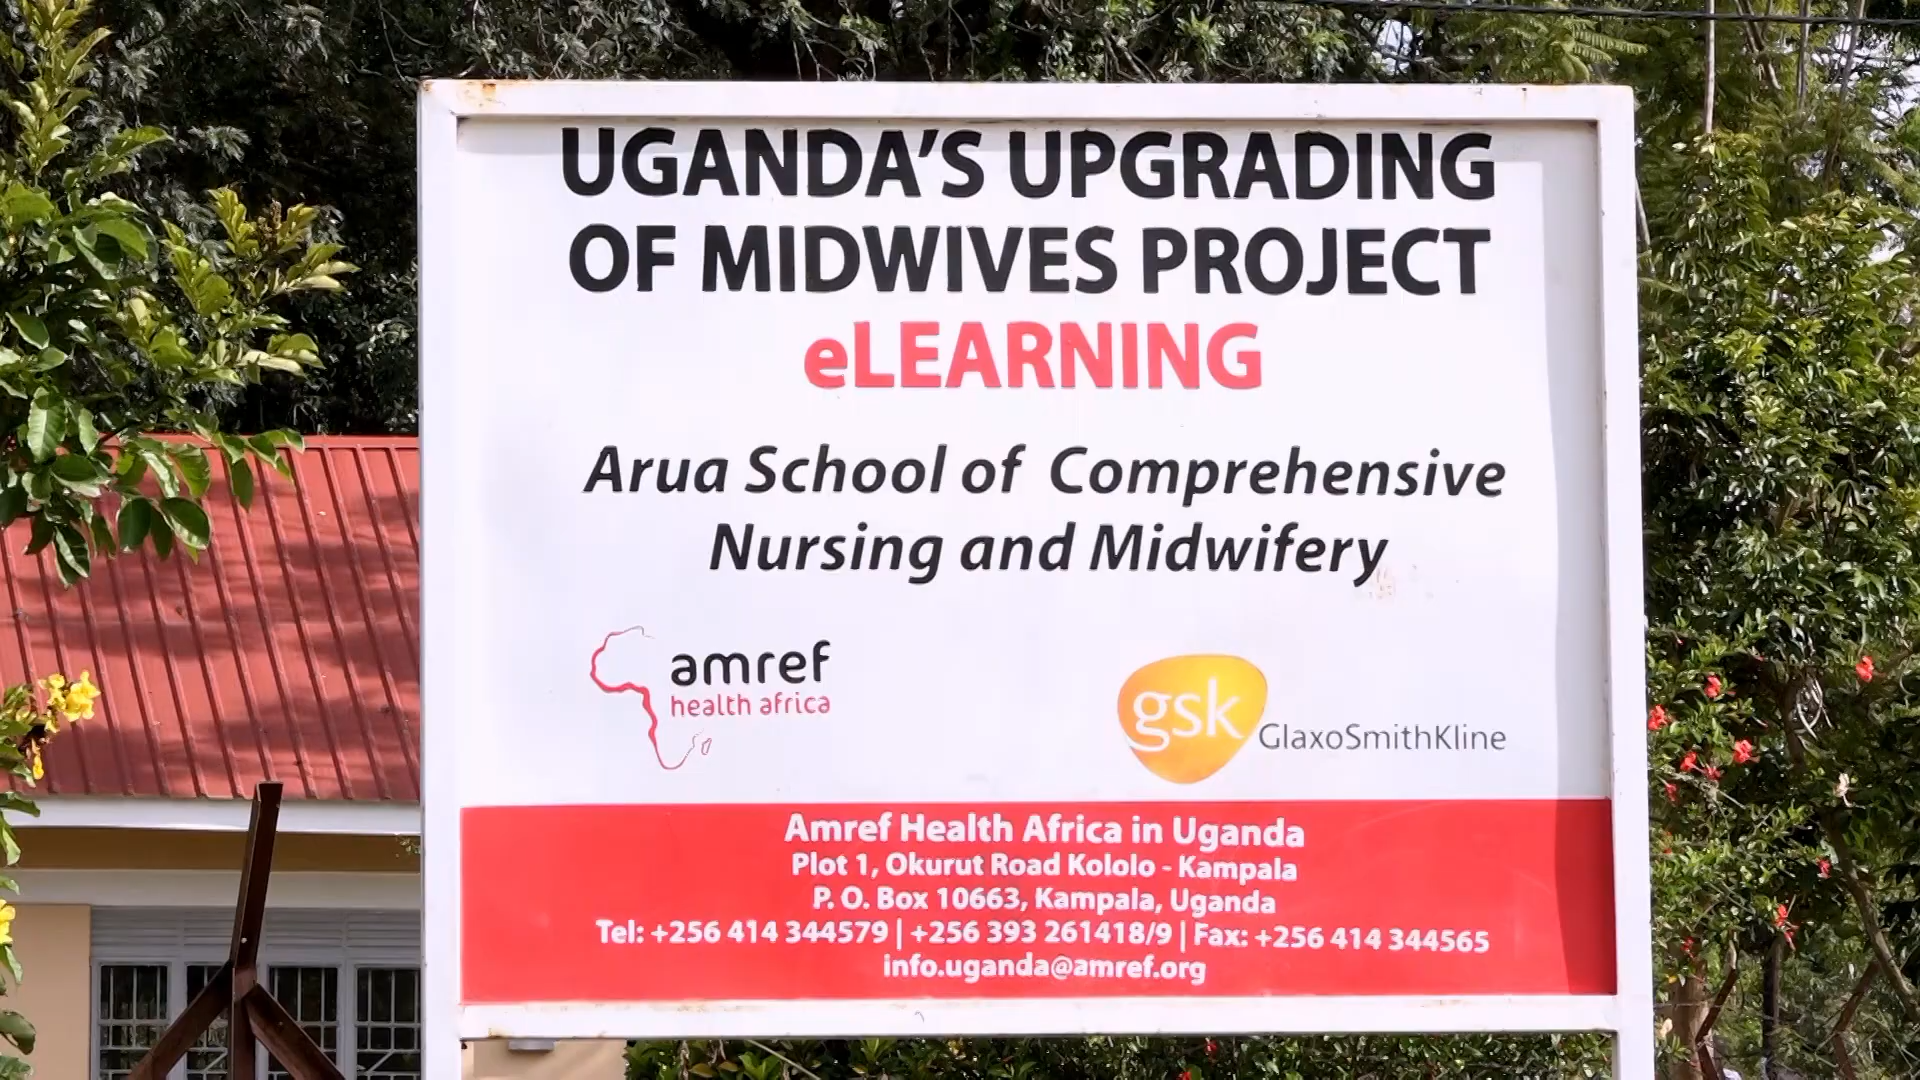 UGANDA'S UPGRADING
OF MIDWIVES PROJECT
eLEARNING
Arua School of Comprehensive
Nursing and Midwifery
amref
health africa
gsk
GlaxoSmithKline
Amref Health Africa in Uganda
Plot 1, Okurut Road Kololo - Kampala
P. O. Box 10663, Kampala, Uganda
Tel: +256 414 344579 | +256 393 261418/9 | Fax: +256 414 344565
info.uganda@amref.org